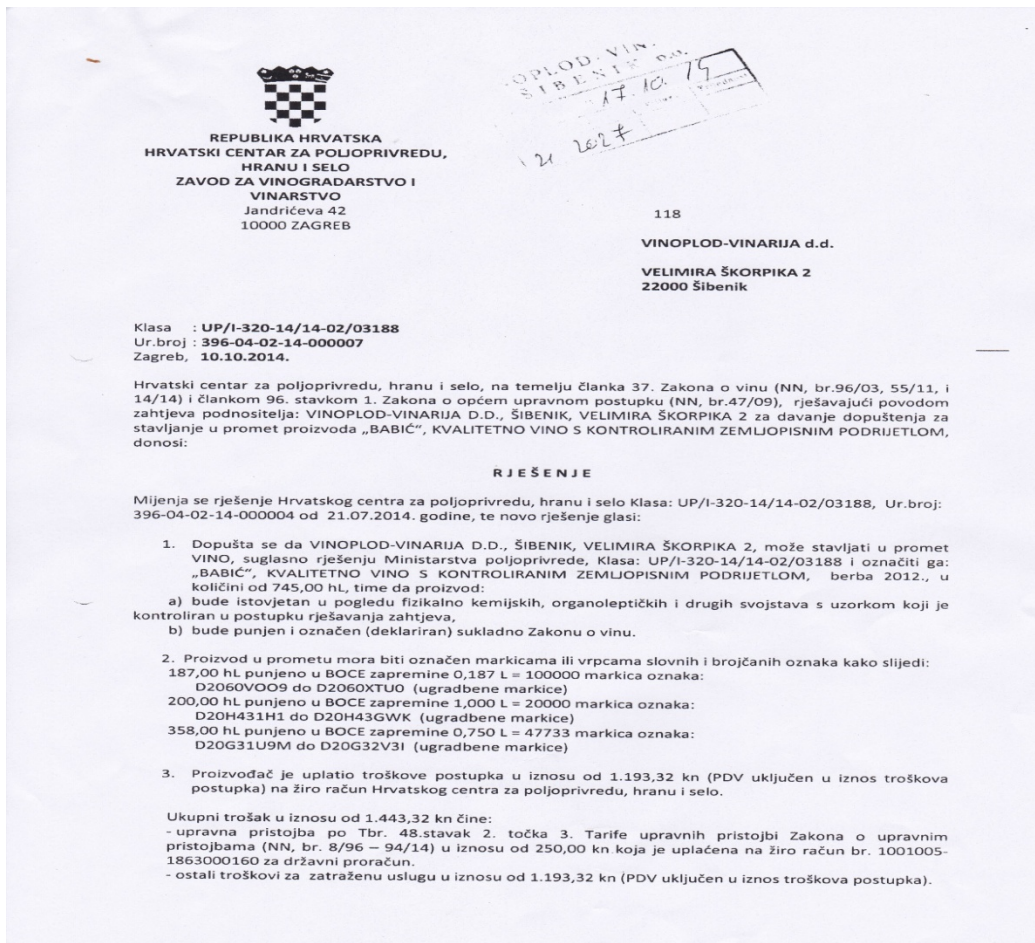 OPLOD-VIN
ŠIBENIK d.d.
17. 10.
2027
REPUBLIKA HRVATSKA
HRVATSKI CENTAR ZA POLJOPRIVREDU,
HRANU I SELO
ZAVOD ZA VINOGRADARSTVO I
VINARSTVO
Jandrićeva 42
10000 ZAGREB
118
VINOPLOD-VINARIJA d.d.
VELIMIRA ŠKORPIKA 2
22000 Šibenik
Klasa : UP/I-320-14/14-02/03188
Ur.broj : 396-04-02-14-000007
Zagreb, 10.10.2014.
Hrvatski centar za poljoprivredu, hranu i selo, na temelju članka 37. Zakona o vinu (NN, br.96/03, 55/11, i
14/14) i člankom 96. stavkom 1. Zakona o općem upravnom postupku (NN, br.47/09), rješavajući povodom
zahtjeva podnositelja: VINOPLOD-VINARIJA D.D., ŠIBENIK, VELIMIRA ŠKORPIKA 2 za davanje dopuštenja za
stavljanje u promet proizvoda „BABIĆ“, KVALITETNO VINO S KONTROLIRANIM ZEMLJOPISNIM PODRIJETLOM,
donosi:
RJEŠENJE
Mijenja se rješenje Hrvatskog centra za poljoprivredu, hranu i selo Klasa: UP/I-320-14/14-02/03188, Ur.broj:
396-04-02-14-000004 od 21.07.2014. godine, te novo rješenje glasi:
1. Dopušta se da VINOPLOD-VINARIJA D.D., ŠIBENIK, VELIMIRA ŠKORPIKA 2, može stavljati u promet
VINO, suglasno rješenju Ministarstva poljoprivrede, Klasa: UP/I-320-14/14-02/03188 i označiti ga:
„BABIĆ“, KVALITETNO VINO S KONTROLIRANIM ZEMLJOPISNIM PODRIJETLOM, berba 2012., u
količini od 745,00 hL, time da proizvod:
a) bude istovjetan u pogledu fizikalno kemijskih, organoleptičkih i drugih svojstava s uzorkom koji je
kontroliran u postupku rješavanja zahtjeva,
b) bude punjen i označen (deklariran) sukladno Zakonu o vinu.
2. Proizvod u prometu mora biti označen markicama ili vrpcama slovnih i brojčanih oznaka kako slijedi:
187,00 hL punjeno u BOCE zapremine 0,187 L = 100000 markica oznaka:
D2060VOO9 do D2060XTU0 (ugradbene markice)
200,00 hL punjeno u BOCE zapremine 1,000 L = 20000 markica oznaka:
D20H431H1 do D20H43GWK (ugradbene markice)
358,00 hL punjeno u BOCE zapremine 0,750 L = 47733 markica oznaka:
D20G31U9M do D20G32V3I (ugradbene markice)
3. Proizvođač je uplatio troškove postupka u iznosu od 1.193,32 kn (PDV uključen u iznos troškova
postupka) na žiro račun Hrvatskog centra za poljoprivredu, hranu i selo.
Ukupni trošak u iznosu od 1.443,32 kn čine:
- upravna pristojba po Tbr. 48.stavak 2. točka 3. Tarife upravnih pristojbi Zakona o upravnim
pristojbama (NN, br. 8/96 – 94/14) u iznosu od 250,00 kn koja je uplaćena na žiro račun br. 1001005-
1863000160 za državni proračun.
- ostali troškovi za zatraženu uslugu u iznosu od 1.193,32 kn (PDV uključen u iznos troškova postupka).